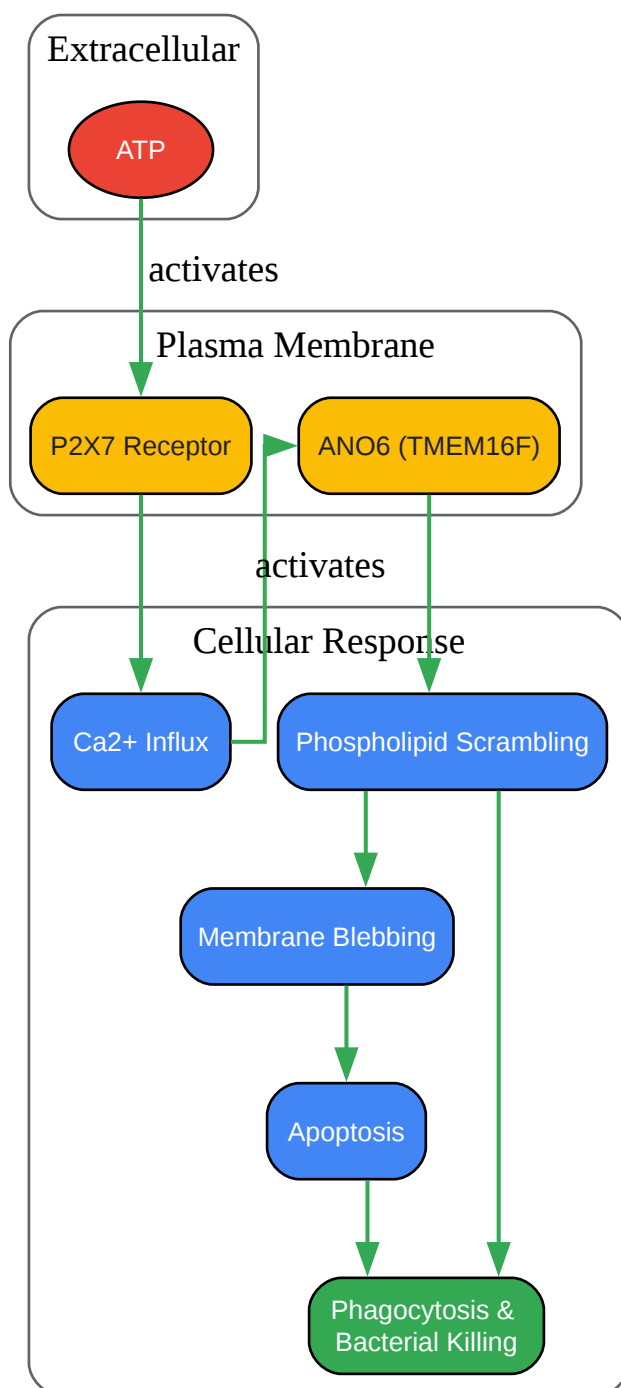 Extracellular
ATP
activates
Plasma Membrane
P2X7 Receptor
ANO6 (TMEM16F)
activates
Cellular Response
Ca2+ Influx
Phospholipid Scrambling
Membrane Blebbing
Apoptosis
Phagocytosis &
Bacterial Killing